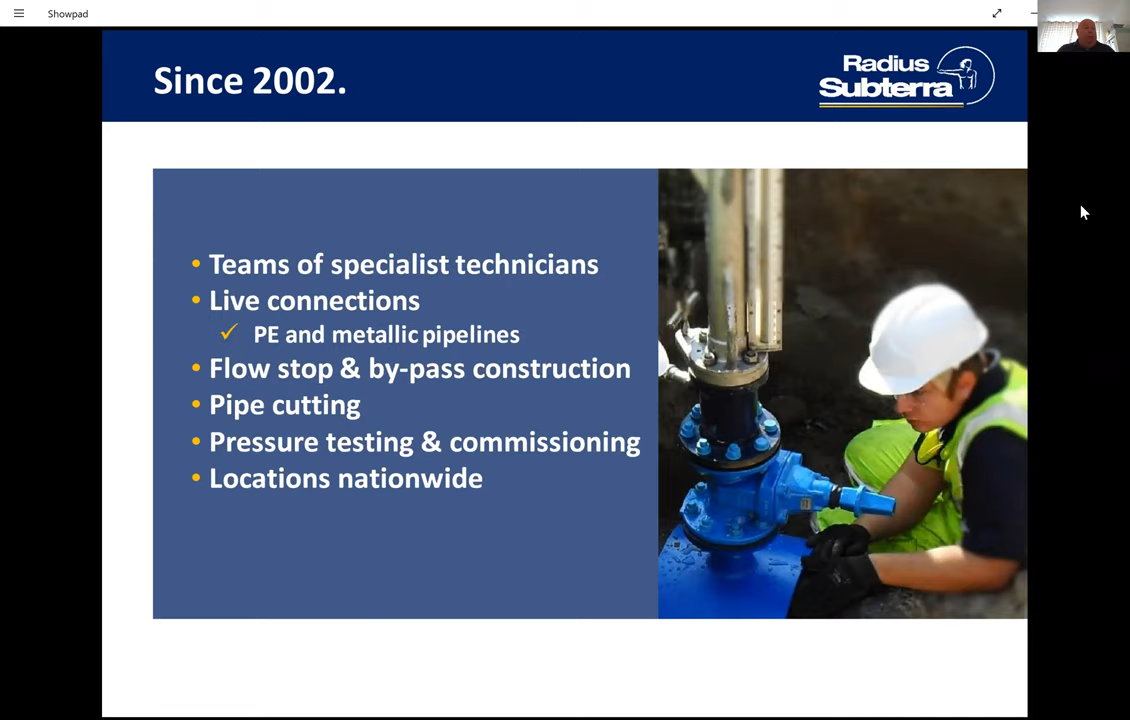 Showpad
Since 2002.
Radius
Subterra
• Teams of specialist technicians
• Live connections
✓ PE and metallic pipelines
• Flow stop & by-pass construction
• Pipe cutting
• Pressure testing & commissioning
• Locations nationwide